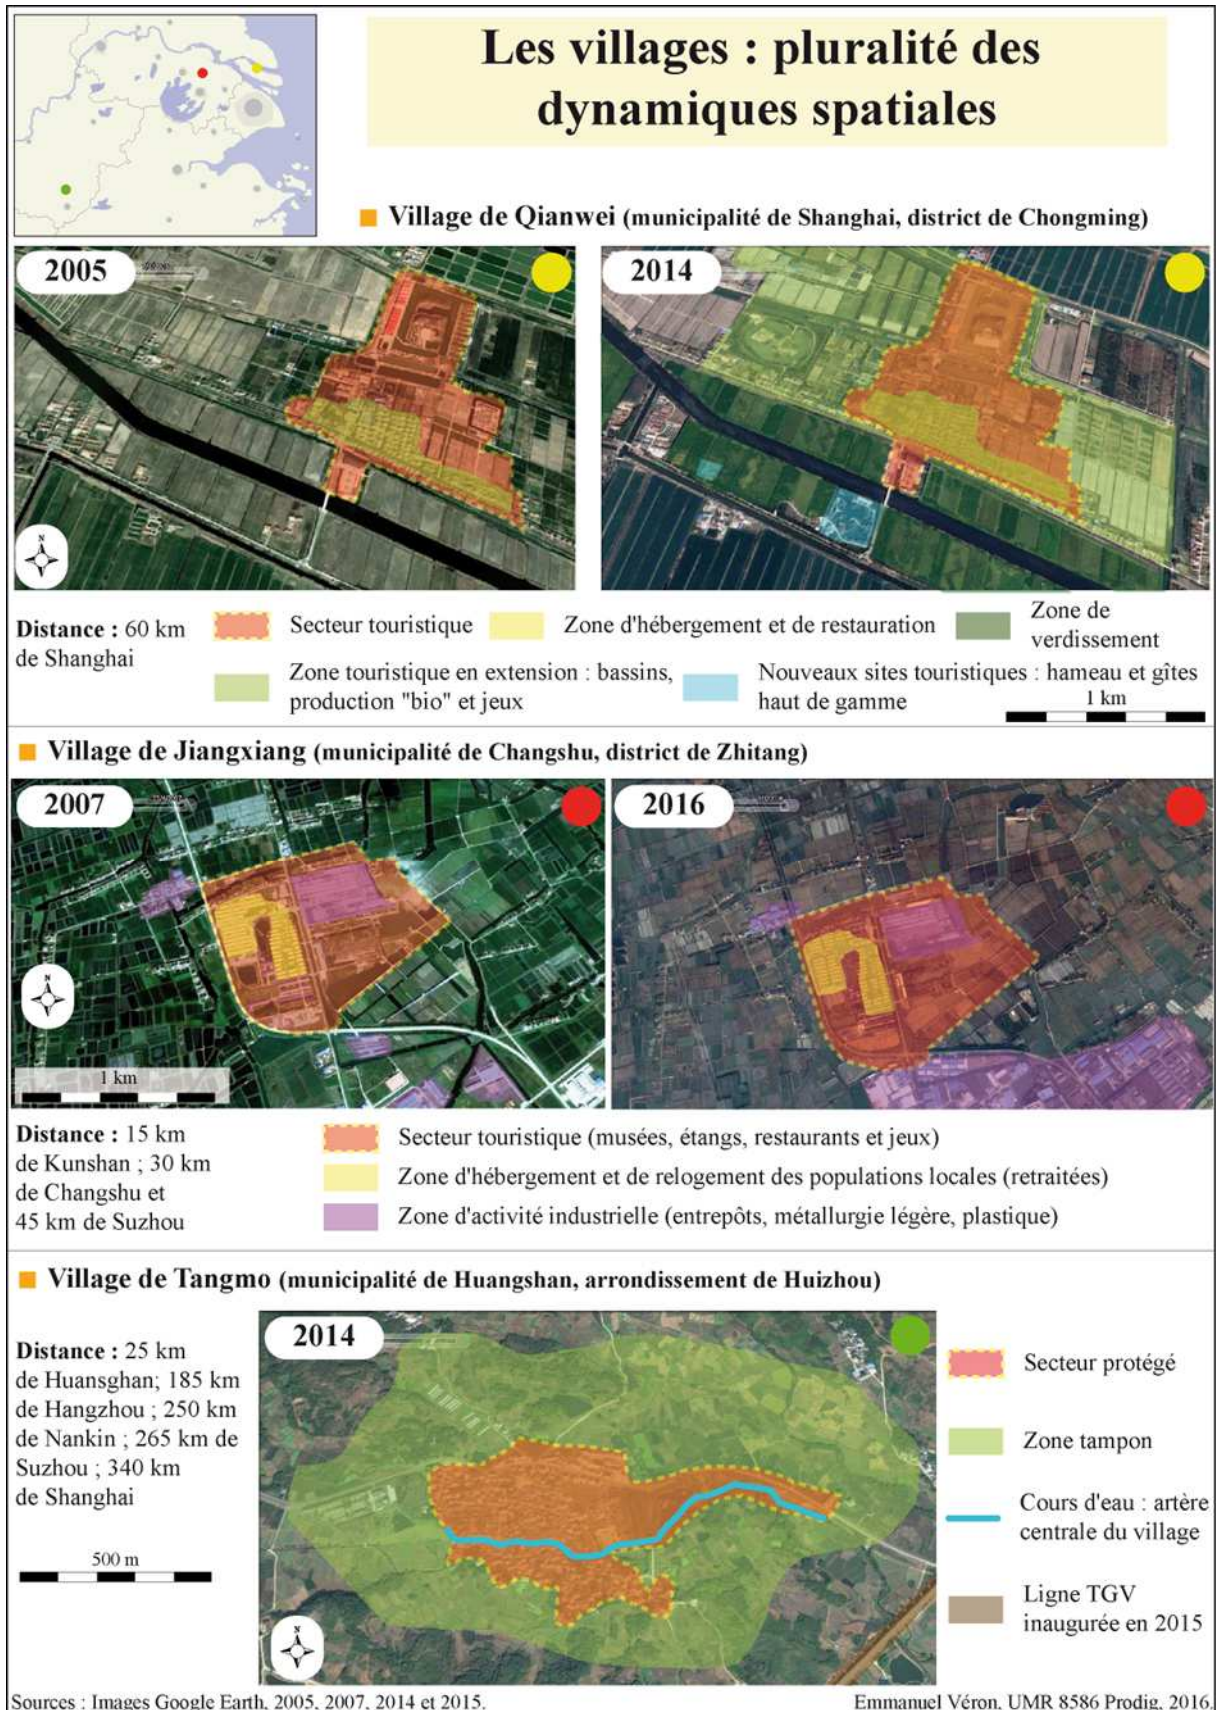 Les villages : pluralité des
dynamiques spatiales
Village de Qianwei (municipalité de Shanghai, district de Chongming)
2005
2014
N
Distance : 60 km
de Shanghai
Secteur touristique
Zone d'hébergement et de restauration
Zone de
verdissement
Zone touristique en extension : bassins,
production "bio" et jeux
Nouveaux sites touristiques : hameau et gîtes
haut de gamme
1 km
Village de Jiangxiang (municipalité de Changshu, district de Zhitang)
2007
2016
N
1 km
Distance : 15 km
de Kunshan ; 30 km
de Changshu et
45 km de Suzhou
Secteur touristique (musées, étangs, restaurants et jeux)
Zone d'hébergement et de relogement des populations locales (retraitées)
Zone d'activité industrielle (entrepôts, métallurgie légère, plastique)
Village de Tangmo (municipalité de Huangshan, arrondissement de Huizhou)
2014
Distance : 25 km
de Huansghan; 185 km
de Hangzhou ; 250 km
de Nankin ; 265 km de
Suzhou ; 340 km
de Shanghai
500 m
N
Secteur protégé
Zone tampon
Cours d'eau : artère
centrale du village
Ligne TGV
inaugurée en 2015
Sources : Images Google Earth, 2005, 2007, 2014 et 2015.
Emmanuel Véron, UMR 8586 Prodig, 2016.